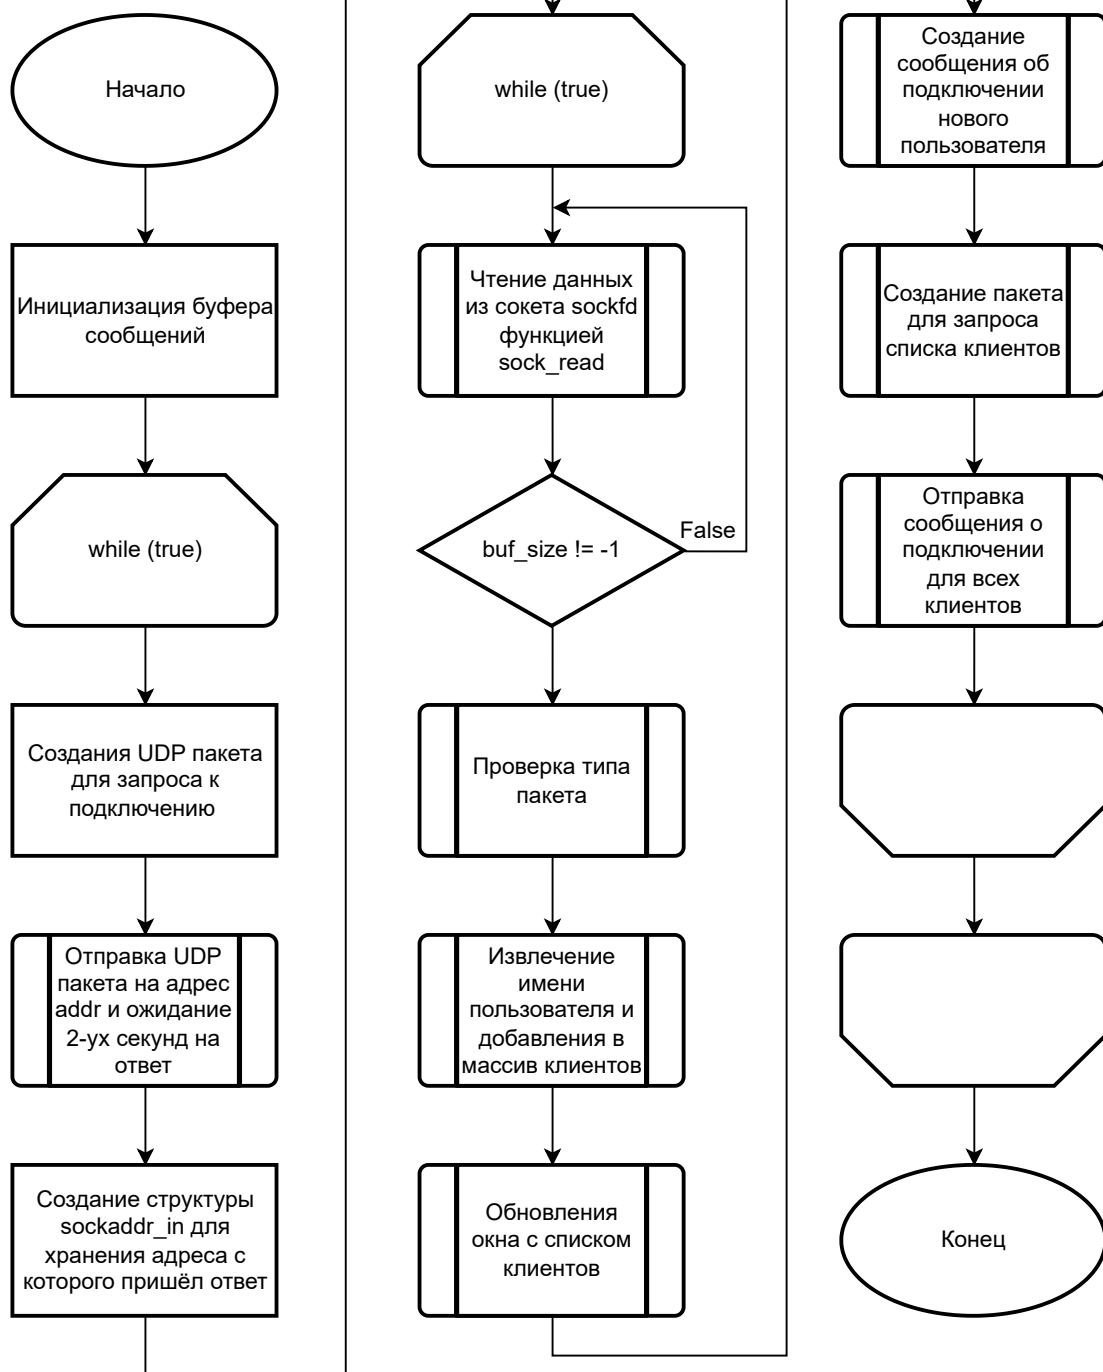 Начало
Инициализация буфера
сообщений
while (true)
Создания UDP пакета
для запроса к
подключению
Отправка UDP
пакета на адрес
addr и ожидание
2-ух секунд на
ответ
Создание структуры
sockaddr_in для
хранения адреса с
которого пришёл ответ
while (true)
Чтение данных
из сокета sockfd
функцией
sock_read
buf_size != -1
False
Проверка типа
пакета
Извлечение
имени
пользователя и
добавления в
массив клиентов
Обновления
окна с списком
клиентов
Создание
сообщения об
подключении
нового
пользователя
Создание пакета
для запроса
списка клиентов
Отправка
сообщения о
подключении
для всех
клиентов
Конец